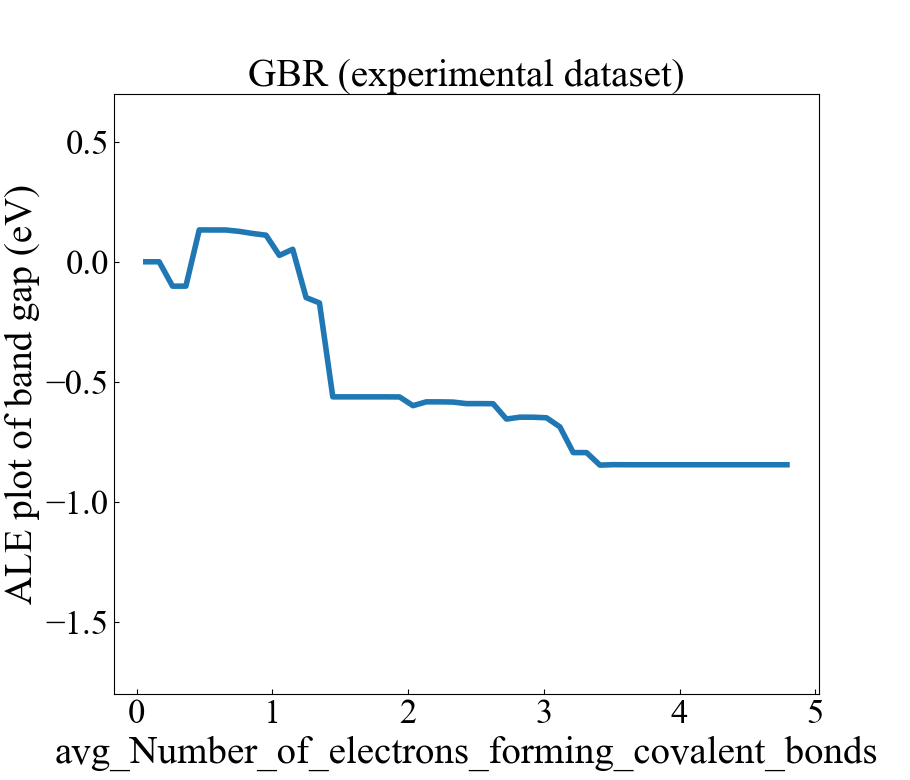 GBR (experimental dataset)
ALE plot of band gap (eV)
0.5
0.0
−0.5
−1.0
−1.5
0 1 2 3 4 5
avg_Number_of_electrons_forming_covalent_bonds